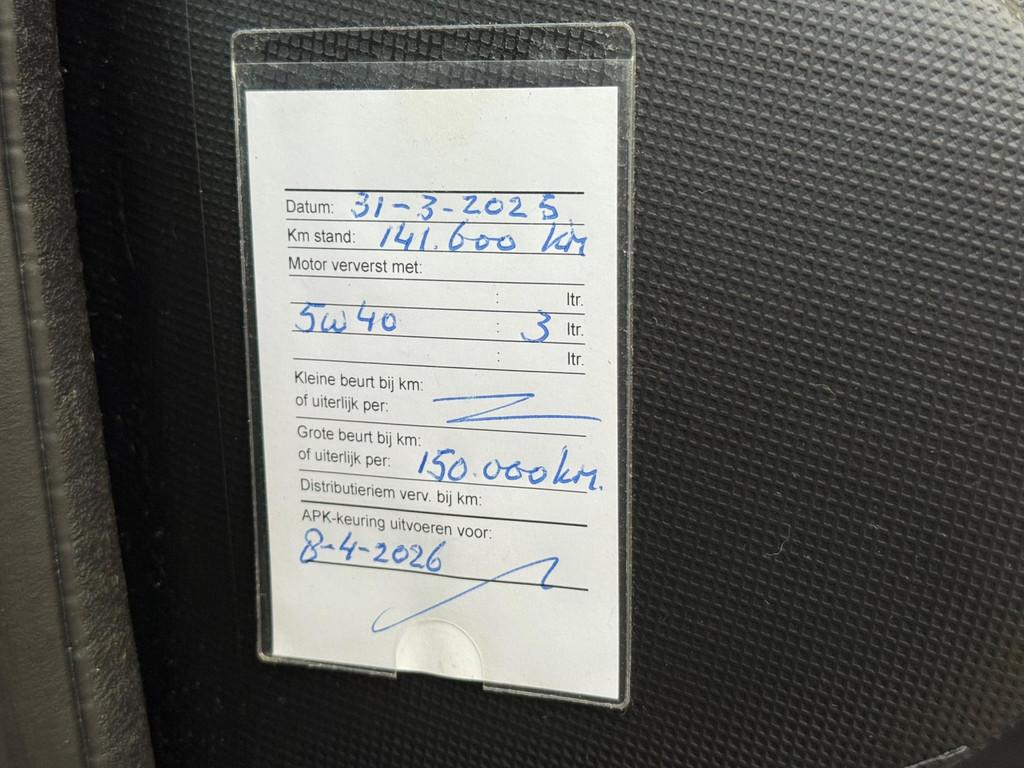 Datum: 31-3-2025
Km stand: 141.600 km
Motor ververst met:
: ltr.
5w40 : 3 ltr.
: ltr.
Kleine beurt bij km:
of uiterlijk per:
Grote beurt bij km:
of uiterlijk per: 150.000 km.
Distributieriem verv. bij km:
APK-keuring uitvoeren voor:
8-4-2026